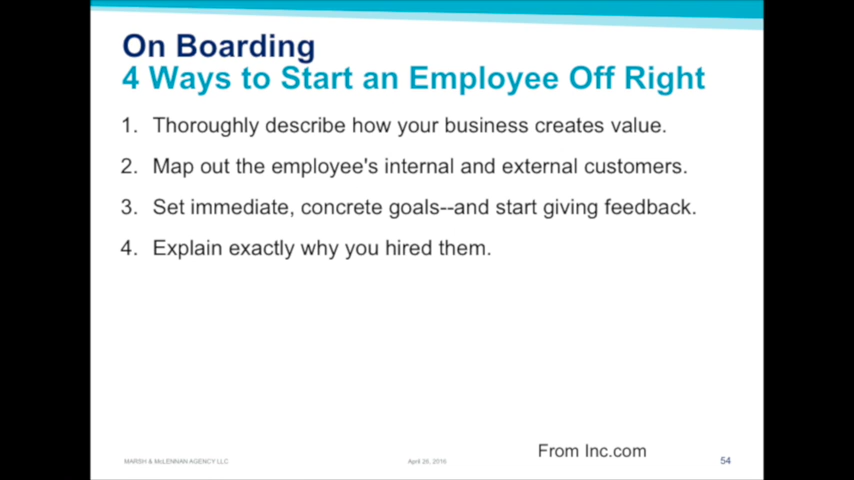 On Boarding
4 Ways to Start an Employee Off Right
1. Thoroughly describe how your business creates value.
2. Map out the employee's internal and external customers.
3. Set immediate, concrete goals--and start giving feedback.
4. Explain exactly why you hired them.
From Inc.com
MARSH & McLENNAN AGENCY LLC
April 26, 2016
54